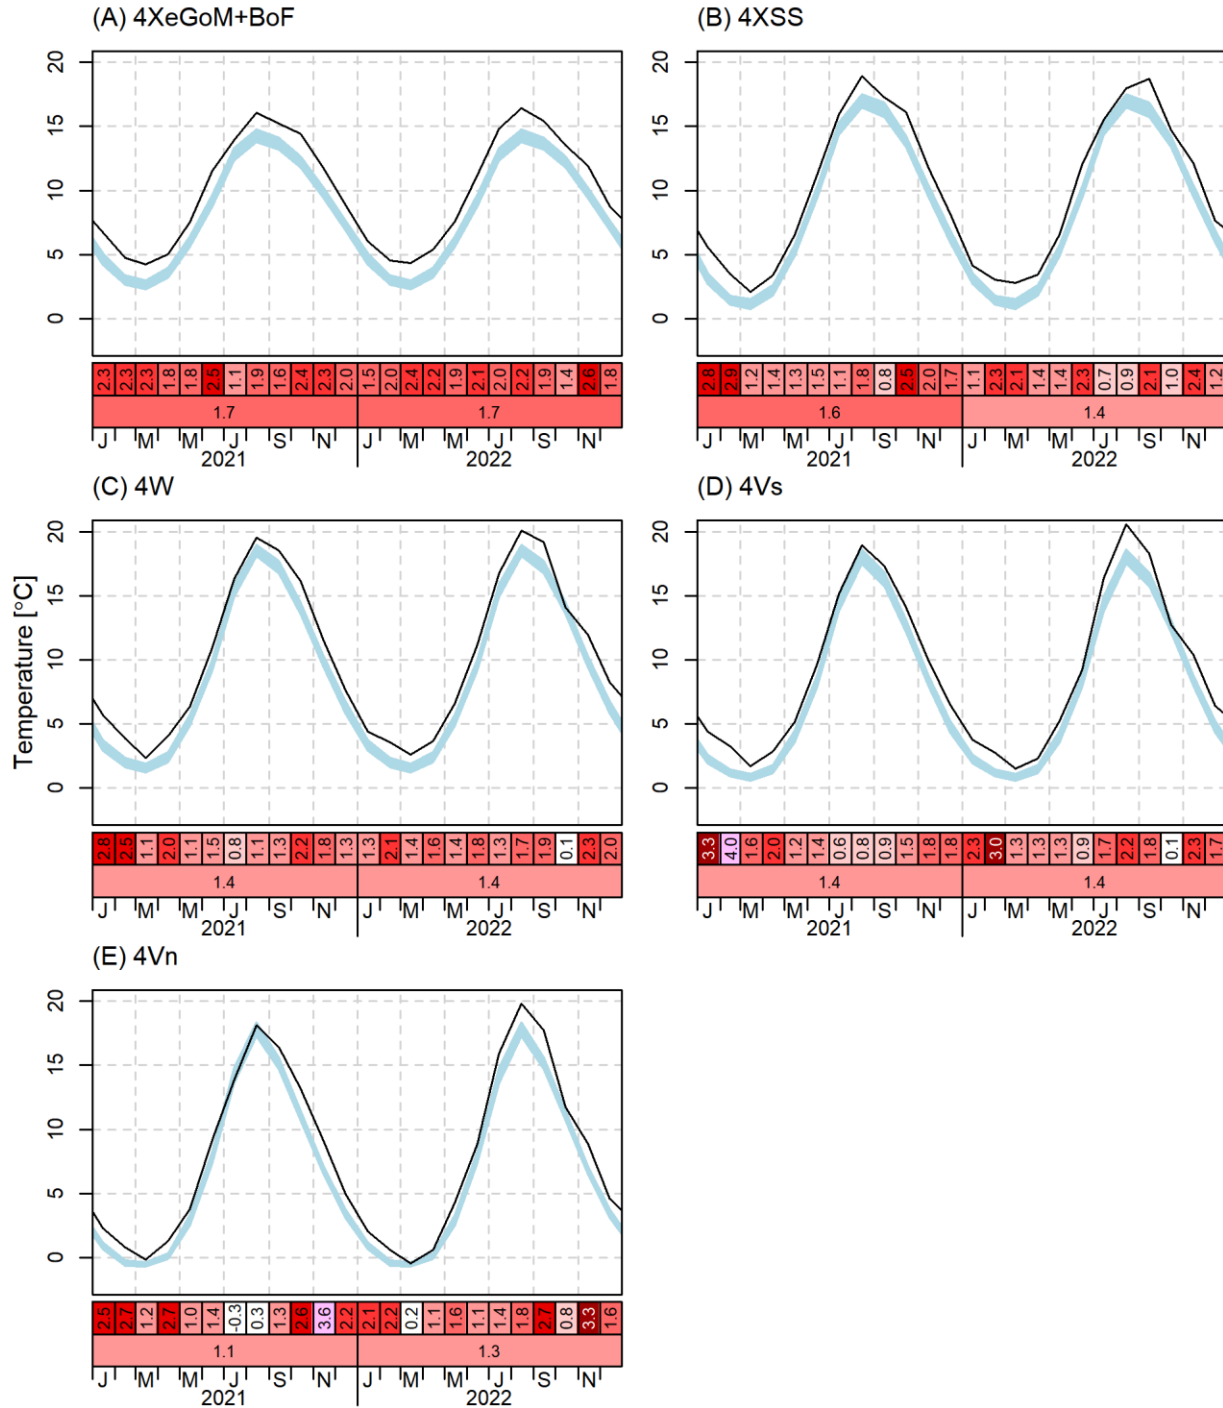 (A) 4XeGoM+BoF
(B) 4XSS
20
15
10
5
0
2.3 2.3 2.3 1.8 1.8 2.5 1.1 1.9 1.6 2.4 2.3 2.0 1.5 2.0 2.4 2.2 1.9 2.1 2.0 2.2 1.9 1.4 2.6 1.8
1.7 1.7
J M M J S N J M M J S N
2021 2022
20
15
10
5
0
2.8 2.9 1.2 1.4 1.3 1.5 1.1 1.8 0.8 2.5 2.0 1.7 1.1 2.3 2.1 1.4 1.4 2.3 0.7 0.9 2.1 1.0 2.4 1.2
1.6 1.4
J M M J S N J M M J S N
2021 2022
(C) 4W
(D) 4Vs
Temperature [°C]
20
15
10
5
0
2.8 2.5 1.1 2.0 1.1 1.5 0.8 1.1 1.3 2.2 1.8 1.3 1.3 2.1 1.4 1.6 1.4 1.8 1.3 1.7 1.9 0.1 2.3 2.0
1.4 1.4
J M M J S N J M M J S N
2021 2022
20
15
10
5
0
3.3 4.0 1.6 2.0 1.2 1.4 0.6 0.8 0.9 1.5 1.8 1.8 2.3 3.0 1.3 1.3 1.3 0.9 1.7 2.2 1.8 0.1 2.3 1.7
1.4 1.4
J M M J S N J M M J S N
2021 2022
(E) 4Vn
20
15
10
5
0
2.5 2.7 1.2 2.7 1.0 1.4 -0.3 0.3 1.3 2.6 3.6 2.2 2.1 2.2 0.2 1.1 1.6 1.1 1.4 1.8 2.7 0.8 3.3 1.6
1.1 1.3
J M M J S N J M M J S N
2021 2022